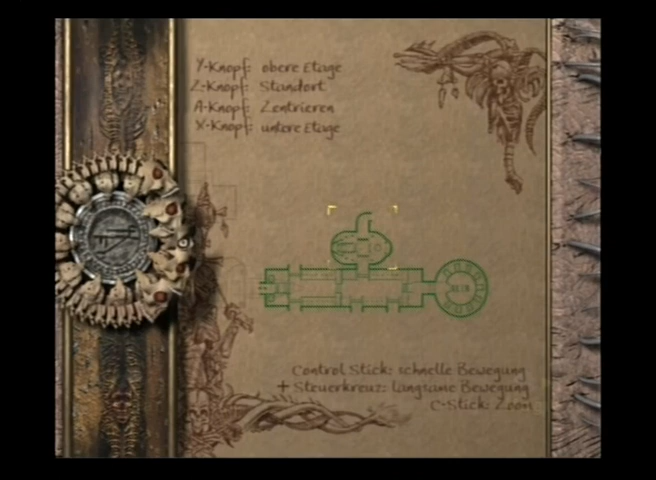 Y-Knopf: obere Etage
Z-Knopf: Standort
A-Knopf: Zentrieren
X-Knopf: untere Etage
Control Stick: schnelle Bewegung
+ Steuerkreuz: langsame Bewegung
C-Stick: Zoom